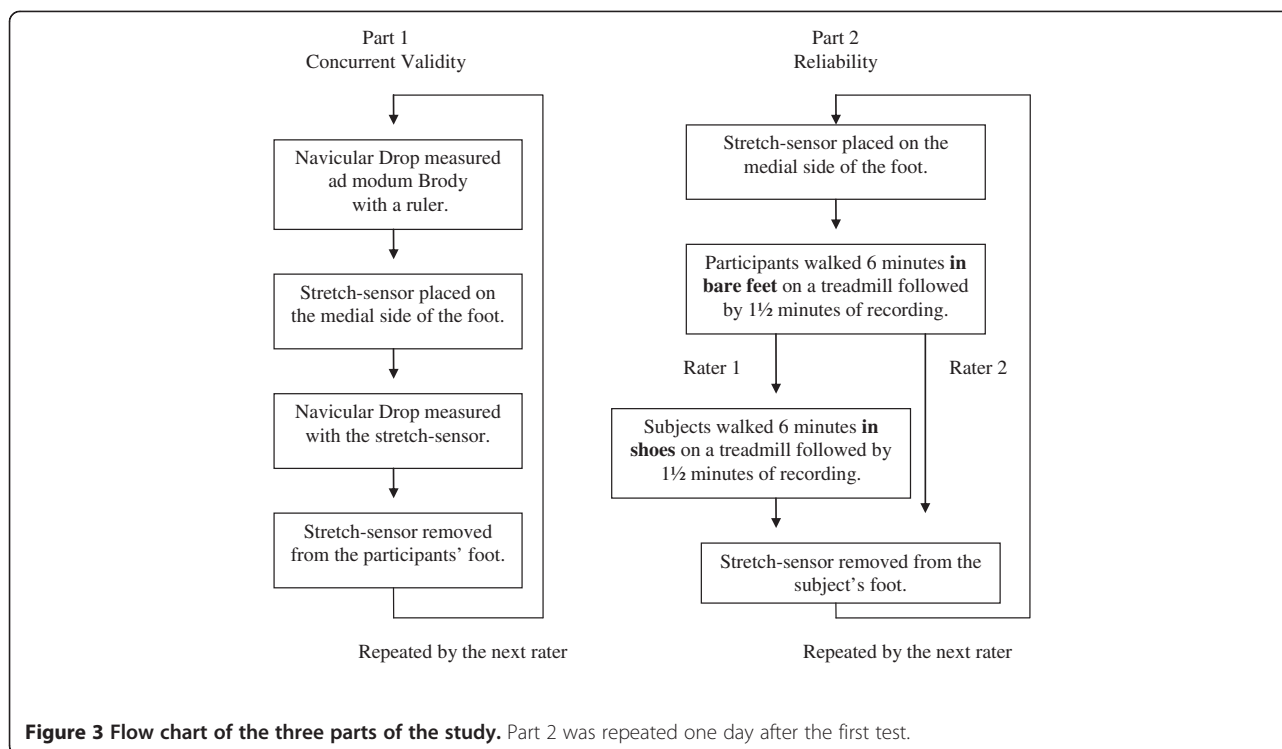 Part 1
Concurrent Validity
Navicular Drop measured
ad modum Brody
with a ruler.
Stretch-sensor placed on
the medial side of the foot.
Navicular Drop measured
with the stretch-sensor.
Stretch-sensor removed
from the participants’ foot.
Repeated by the next rater
Part 2
Reliability
Stretch-sensor placed on the
medial side of the foot.
Participants walked 6 minutes in
bare feet on a treadmill followed
by 1½ minutes of recording.
Rater 1
Rater 2
Subjects walked 6 minutes in
shoes on a treadmill followed by
1½ minutes of recording.
Stretch-sensor removed from the
subject’s foot.
Repeated by the next rater
Figure 3 Flow chart of the three parts of the study. Part 2 was repeated one day after the first test.